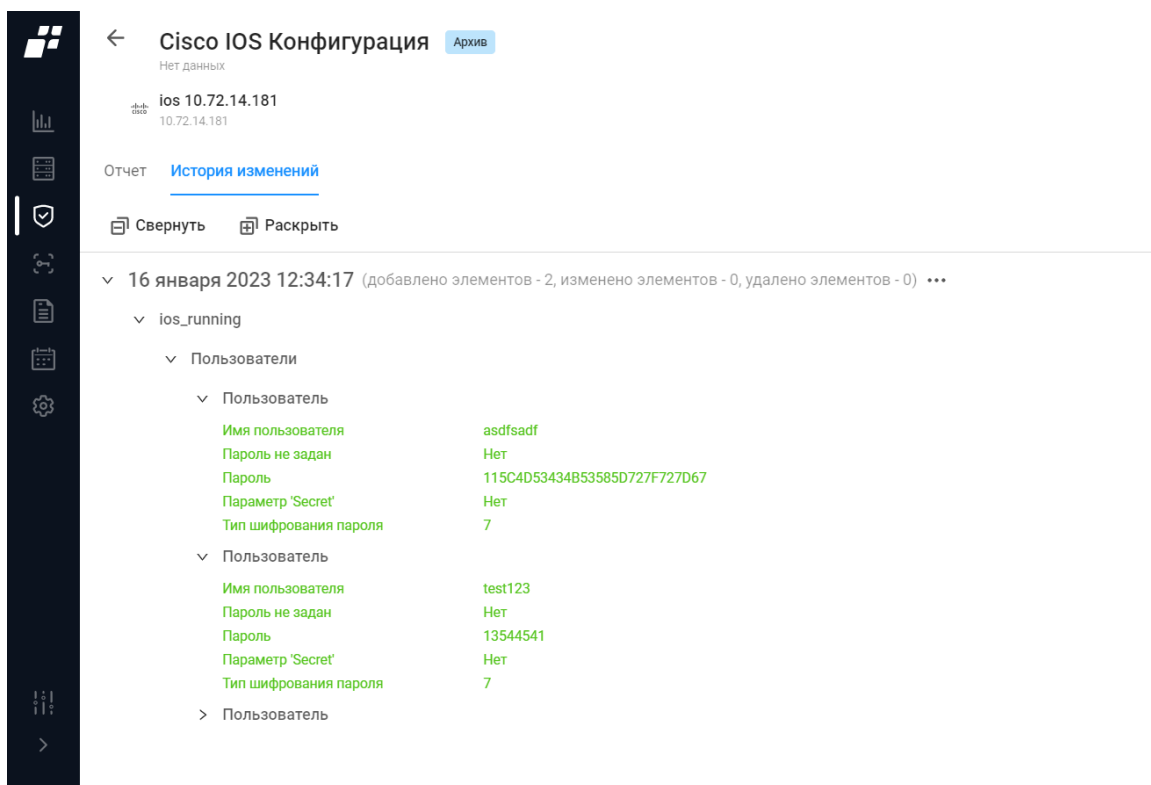 Cisco IOS Конфигурация Архив
Нет данных
cisco
ios 10.72.14.181
10.72.14.181
Отчет История изменений
Свернуть Раскрыть
16 января 2023 12:34:17 (добавлено элементов - 2, изменено элементов - 0, удалено элементов - 0) •••
ios_running
Пользователи
Пользователь
Имя пользователя asdfsadf
Пароль не задан Нет
Пароль 115C4D53434B53585D727F727D67
Параметр 'Secret' Нет
Тип шифрования пароля 7
Пользователь
Имя пользователя test123
Пароль не задан Нет
Пароль 13544541
Параметр 'Secret' Нет
Тип шифрования пароля 7
Пользователь